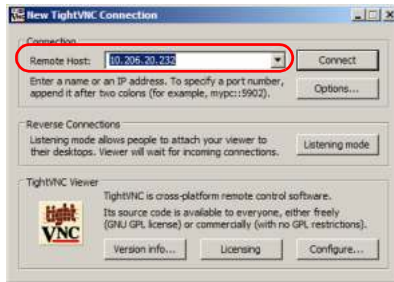 New TightVNC Connection
Connection
Remote Host: 10.206.20.232
Connect
Enter a name or an IP address. To specify a port number,
append it after two colons (for example, mypc::5902).
Options...
Reverse Connections
Listening mode allows people to attach your viewer to
their desktops. Viewer will wait for incoming connections.
Listening mode
TightVNC Viewer
TightVNC is cross-platform remote control software.
Its source code is available to everyone, either freely
(GNU GPL license) or commercially (with no GPL restrictions).
tight
VNC
Version info...
Licensing
Configure...